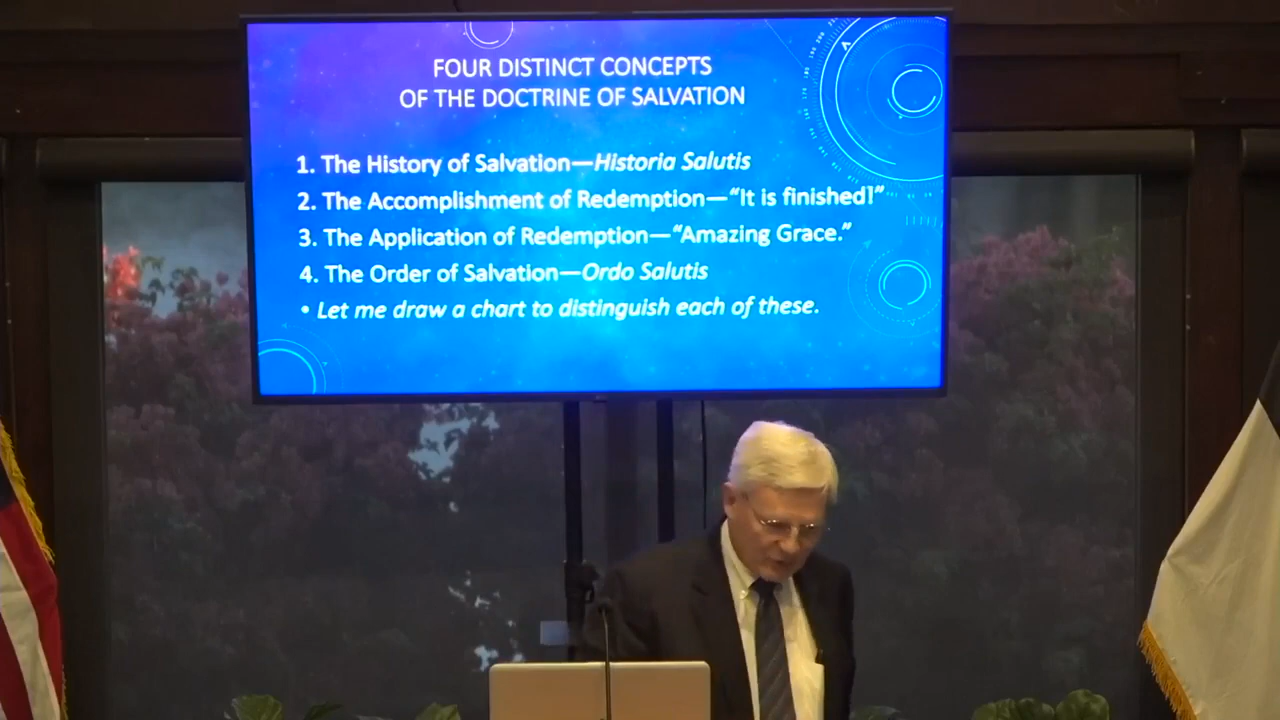 FOUR DISTINCT CONCEPTS
OF THE DOCTRINE OF SALVATION
1. The History of Salvation—Historia Salutis
2. The Accomplishment of Redemption—“It is finished!”
3. The Application of Redemption—“Amazing Grace.”
4. The Order of Salvation—Ordo Salutis
• Let me draw a chart to distinguish each of these.